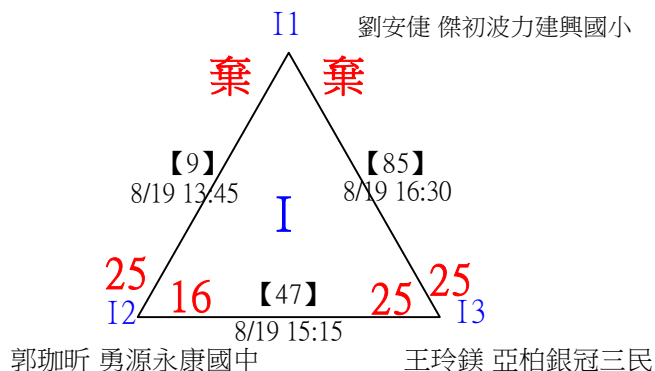 I1 劉安倢 傑初波力建興國小
棄 棄
【9】 【85】
8/19 13:45 8/19 16:30
I
25 16 【47】 25 25
I2 I3
8/19 15:15
郭珈昕 勇源永康國中 王玲鎂 亞柏銀冠三民